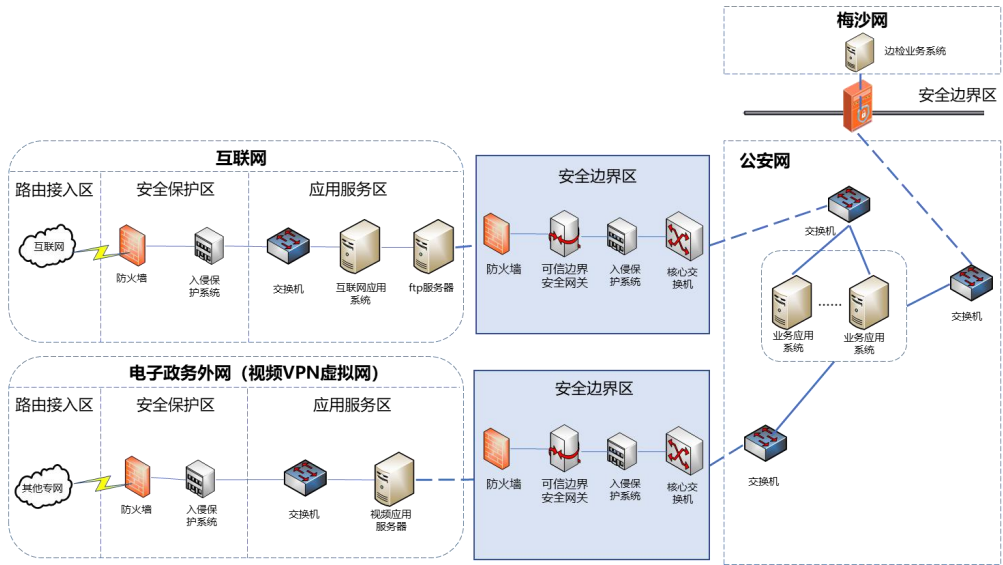 梅沙网
边检业务系统
安全边界区
互联网
路由接入区
安全保护区
应用服务区
互联网
防火墙
入侵保
护系统
交换机
互联网应用
系统
ftp服务器
安全边界区
防火墙
可信边界
安全网关
入侵保
护系统
核心交
换机
公安网
交换机
交换机
业务应用
系统
......
业务应用
系统
交换机
电子政务外网（视频VPN虚拟网）
路由接入区
安全保护区
应用服务区
其他专网
防火墙
入侵保
护系统
交换机
视频应用
服务器
安全边界区
防火墙
可信边界
安全网关
入侵保
护系统
核心交
换机